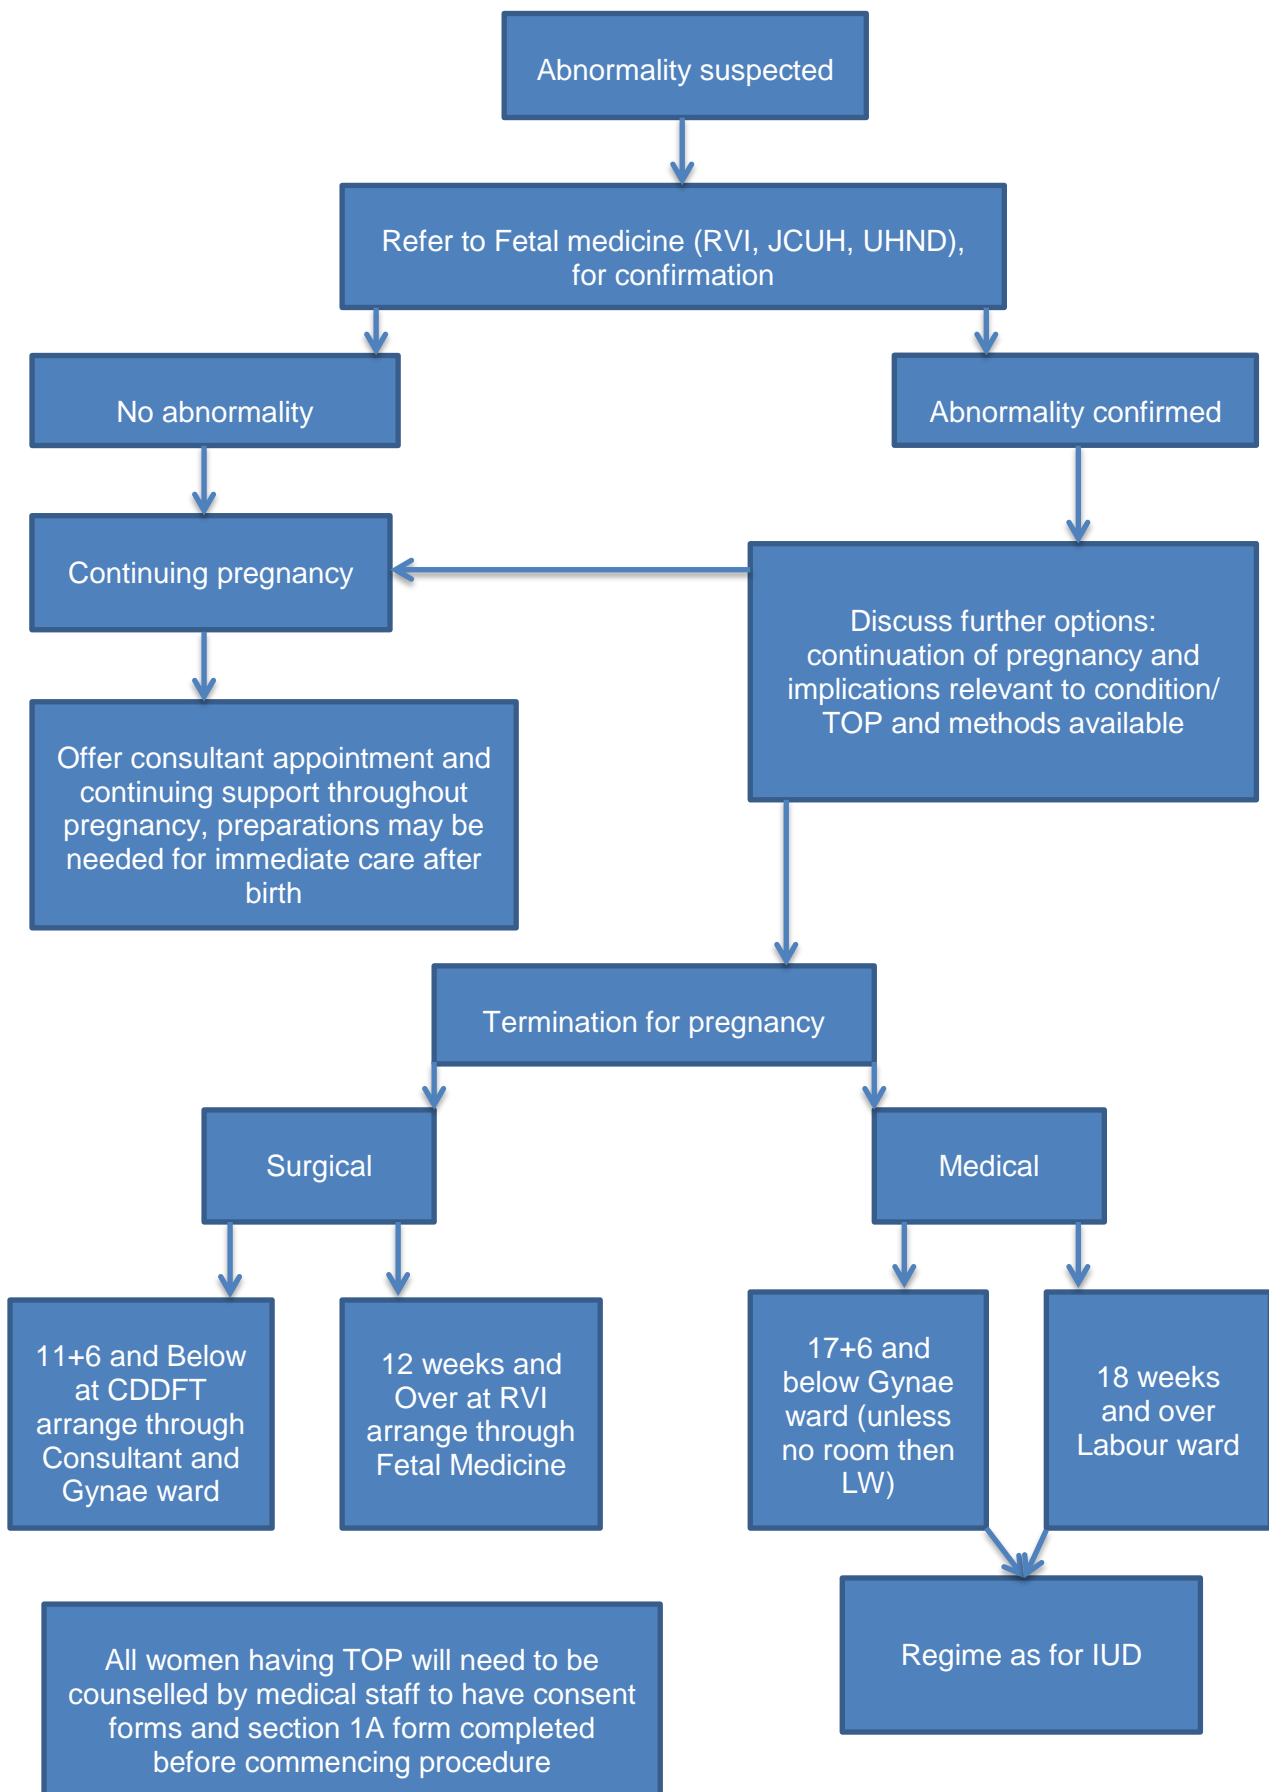 Abnormality suspected
Refer to Fetal medicine (RVI, JCUH, UHND),
for confirmation
No abnormality
Abnormality confirmed
Continuing pregnancy
Discuss further options:
continuation of pregnancy and
implications relevant to condition/
TOP and methods available
Offer consultant appointment and
continuing support throughout
pregnancy, preparations may be
needed for immediate care after
birth
Termination for pregnancy
Surgical
Medical
11+6 and Below
at CDDFT
arrange through
Consultant and
Gynae ward
12 weeks and
Over at RVI
arrange through
Fetal Medicine
17+6 and
below Gynae
ward (unless
no room then
LW)
18 weeks
and over
Labour ward
All women having TOP will need to be
counselled by medical staff to have consent
forms and section 1A form completed
before commencing procedure
Regime as for IUD